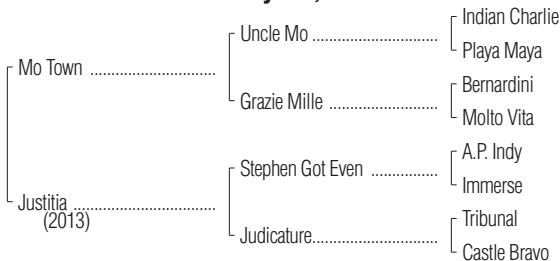 Indian Charlie
Uncle Mo ........................
Playa Maya
Mo Town ........................
Bernardini
Grazie Mille ....................
Molto Vita
A.P. Indy
Stephen Got Even ..............
Immerse
Justitia ...........................
(2013)
Tribunal
Judicature........................
Castle Bravo